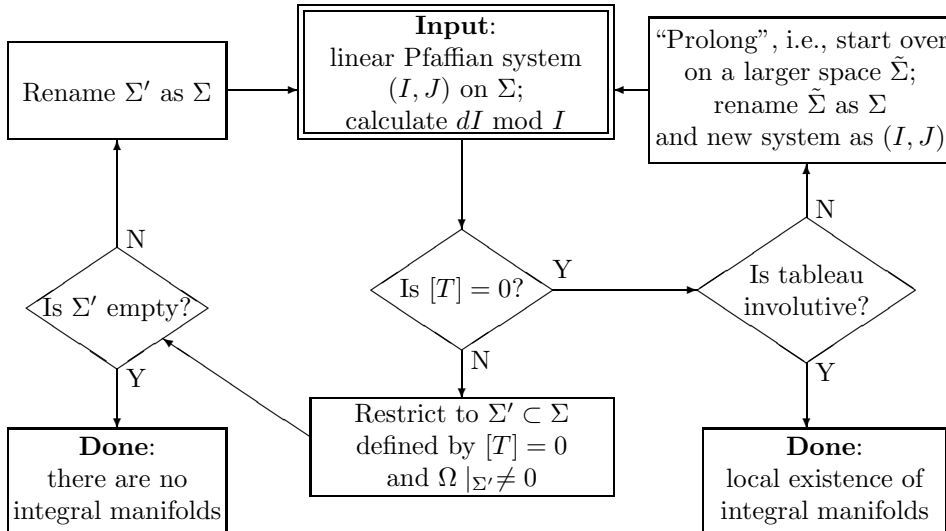 Rename Σ′ as Σ
Input:
linear Pfaffian system
(I, J) on Σ;
calculate dI mod I
“Prolong”, i.e., start over
on a larger space Σ̃;
rename Σ̃ as Σ
and new system as (I, J)
N
N
Is Σ′ empty?
Is [T] = 0?
Y
Is tableau
involutive?
Y
N
Y
Done:
there are no
integral manifolds
Restrict to Σ′ ⊂ Σ
defined by [T] = 0
and Ω |Σ′ ≠ 0
Done:
local existence of
integral manifolds